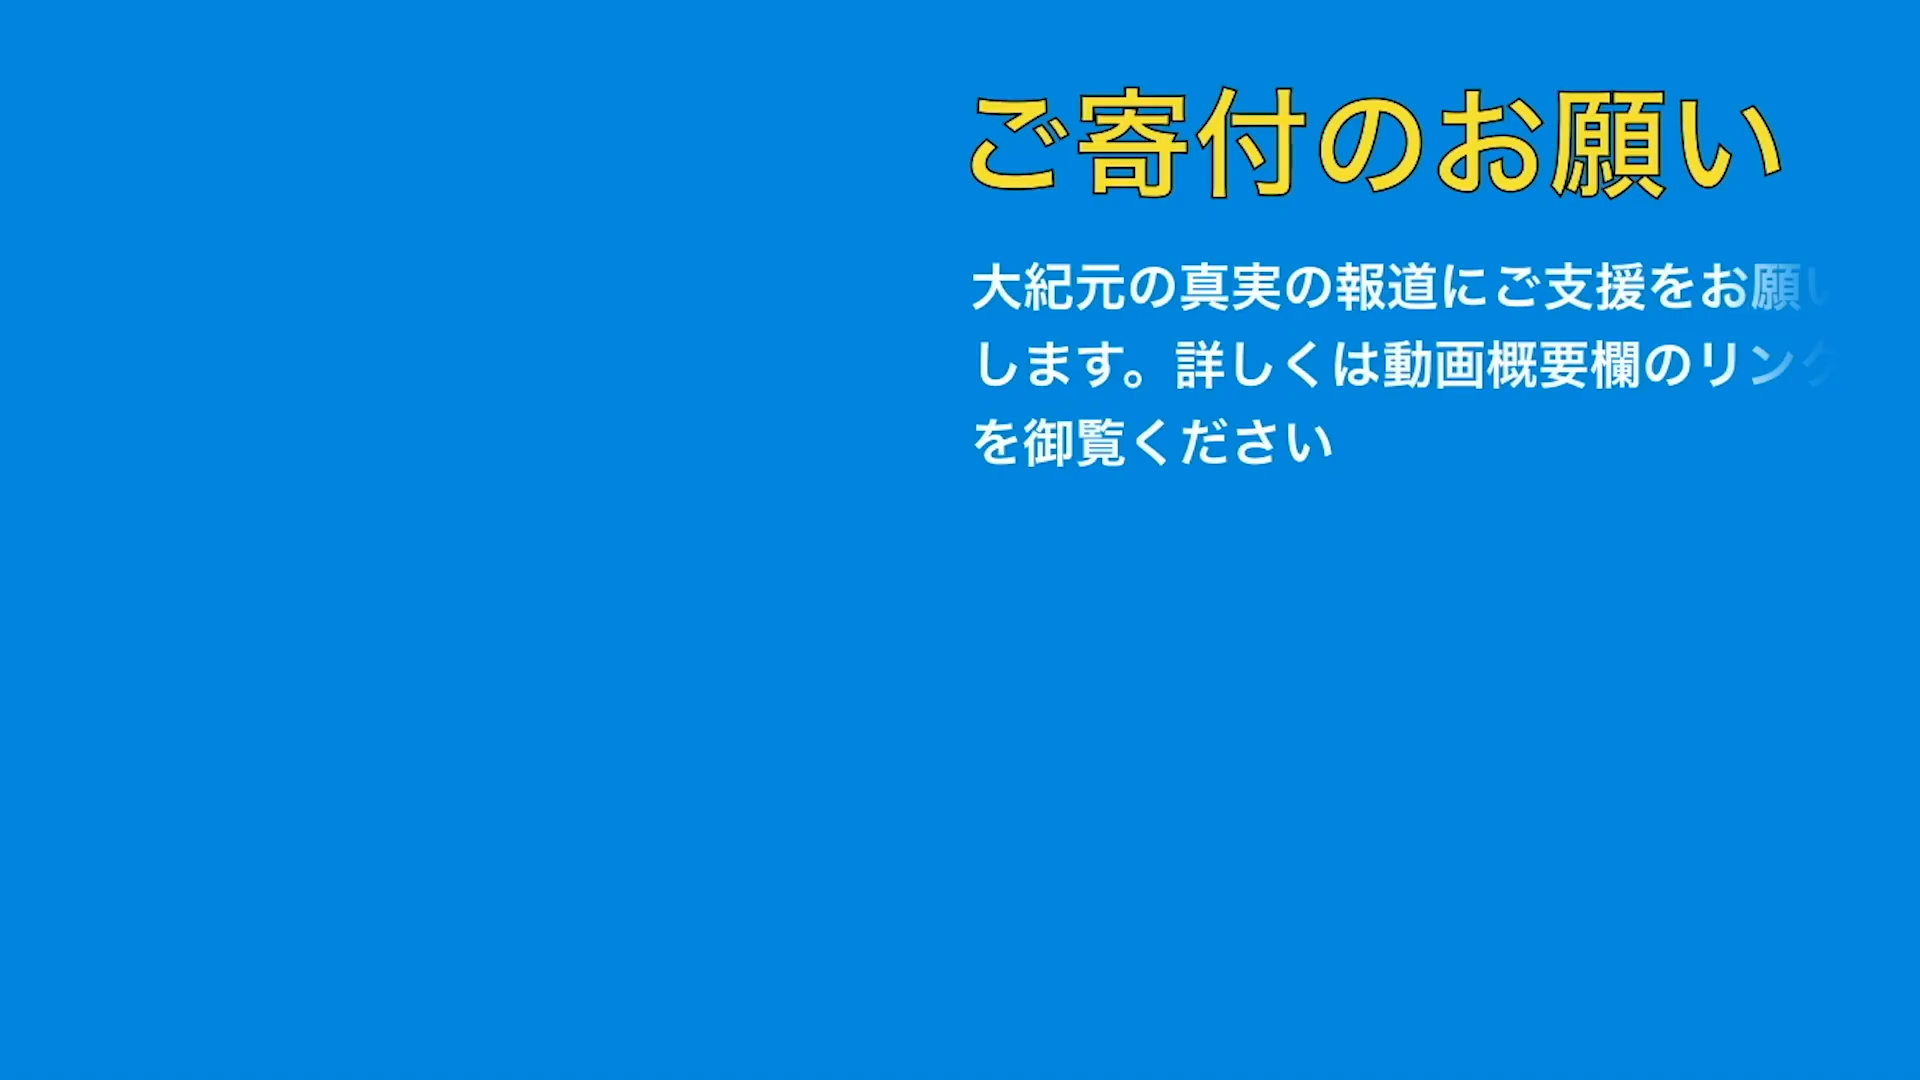 ご寄付のお願い
大紀元の真実の報道にご支援をお願い
します。詳しくは動画概要欄のリンク
を御覧ください